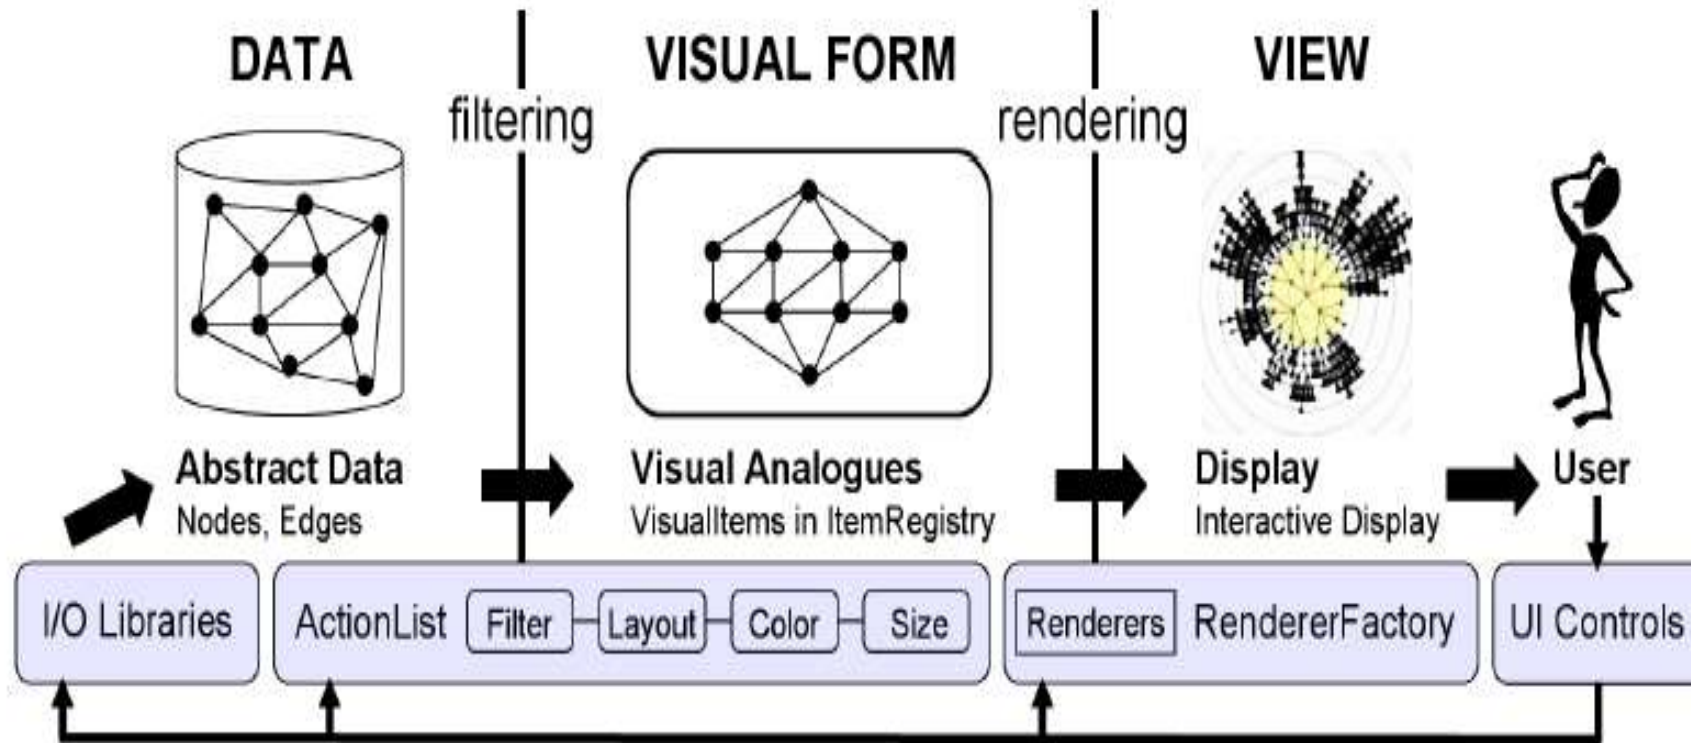 DATA
VISUAL FORM
VIEW
filtering
rendering
Abstract Data
Nodes, Edges
Visual Analogues
VisualItems in ItemRegistry
Display
Interactive Display
User
I/O Libraries
ActionList
Filter
Layout
Color
Size
Renderers
RendererFactory
UI Controls